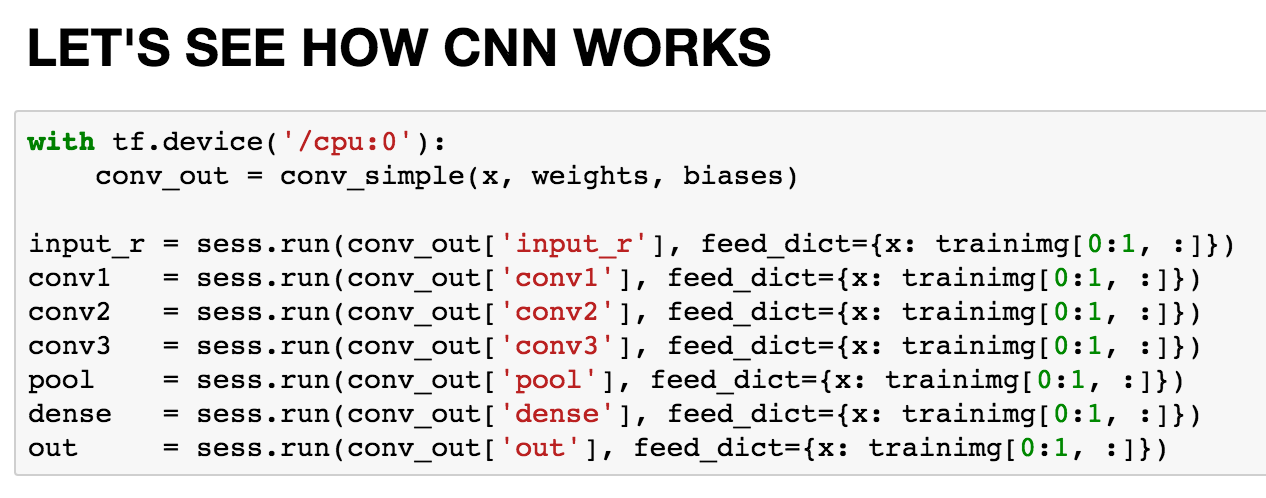 LET'S SEE HOW CNN WORKS
with tf.device('/cpu:0'):
    conv_out = conv_simple(x, weights, biases)

input_r = sess.run(conv_out['input_r'], feed_dict={x: trainimg[0:1, :]})
conv1   = sess.run(conv_out['conv1'], feed_dict={x: trainimg[0:1, :]})
conv2   = sess.run(conv_out['conv2'], feed_dict={x: trainimg[0:1, :]})
conv3   = sess.run(conv_out['conv3'], feed_dict={x: trainimg[0:1, :]})
pool    = sess.run(conv_out['pool'], feed_dict={x: trainimg[0:1, :]})
dense   = sess.run(conv_out['dense'], feed_dict={x: trainimg[0:1, :]})
out     = sess.run(conv_out['out'], feed_dict={x: trainimg[0:1, :]})